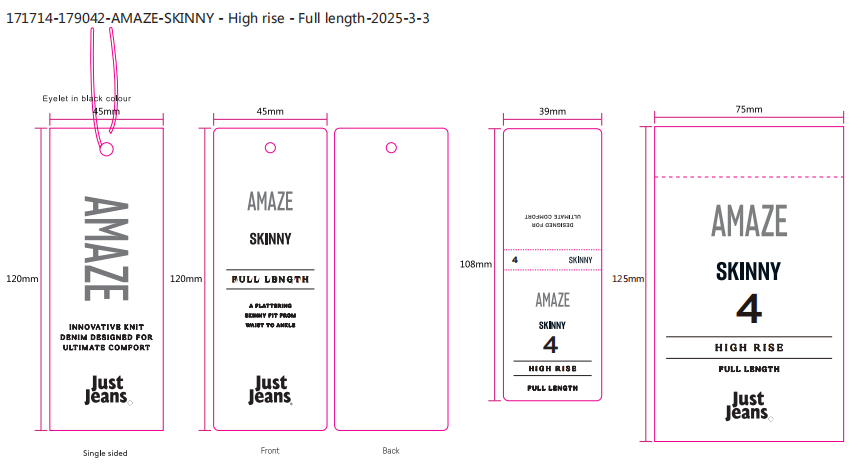 171714-179042-AMAZE-SKINNY - High rise - Full length-2025-3-3
Eyelet in black colour
45mm
120mm
AMAZE
INNOVATIVE KNIT
DENIM DESIGNED FOR
ULTIMATE COMFORT
Just
Jeans
Single sided
45mm
120mm
AMAZE
SKINNY
FULL LENGTH
A FLATTERING
SKINNY FIT FROM
WAIST TO ANKLE
Just
Jeans
Front
Back
39mm
108mm
DESIGNED FOR
ULTIMATE COMFORT
4 SKINNY
AMAZE
SKINNY
4
HIGH RISE
FULL LENGTH
75mm
125mm
AMAZE
SKINNY
4
HIGH RISE
FULL LENGTH
Just
Jeans